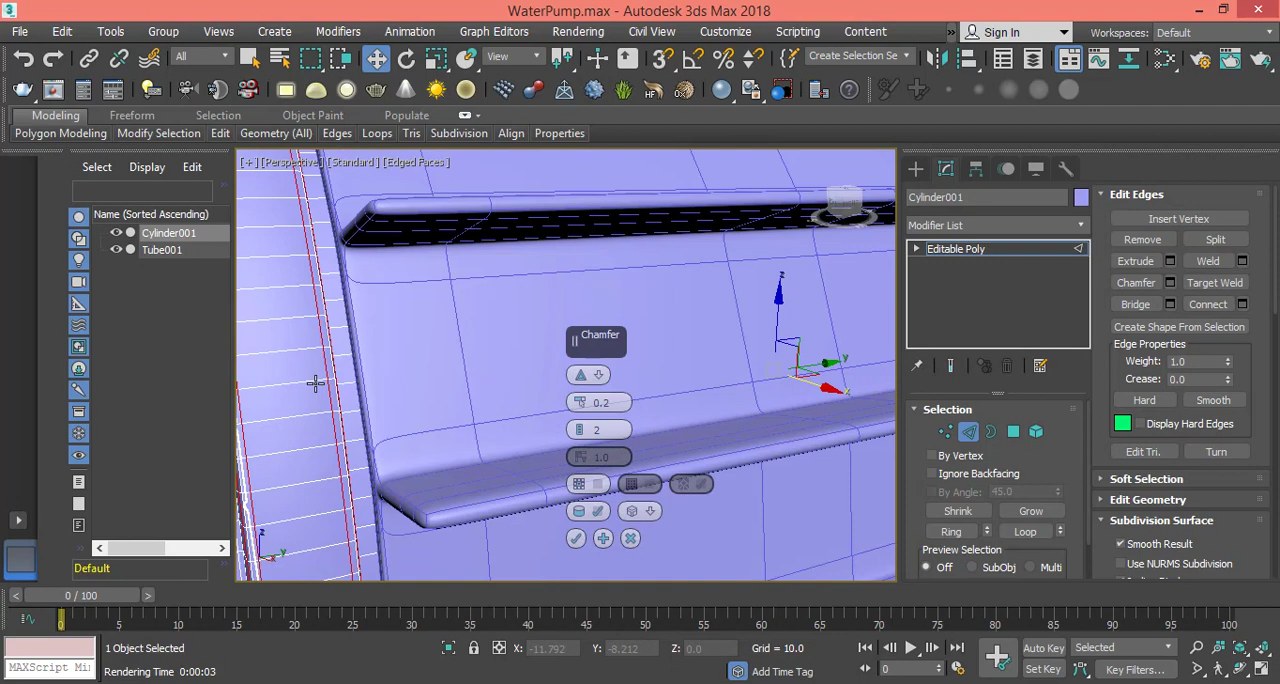 WaterPump.max - Autodesk 3ds Max 2018
File Edit Tools Group Views Create Modifiers Animation Graph Editors Rendering Civil View Customize Scripting Content » Sign In Workspaces: Default
All View Create Selection Se
Modeling Freeform Selection Object Paint Populate
Polygon Modeling Modify Selection Edit Geometry (All) Edges Loops Tris Subdivision Align Properties
Select Display Edit
Name (Sorted Ascending)
Cylinder001
Tube001
Default
[+] [Perspective] [Standard] [Edged Faces]
Chamfer
0.2
2
1.0
z
y
x
z
y
Cylinder001
Modifier List
Editable Poly
Selection
By Vertex
Ignore Backfacing
By Angle: 45.0
Shrink Grow
Ring Loop
Preview Selection
Off SubObj Multi
Edit Edges
Insert Vertex
Remove Split
Extrude Weld
Chamfer Target Weld
Bridge Connect
Create Shape From Selection
Edge Properties
Weight: 1.0
Crease: 0.0
Hard Smooth
Display Hard Edges
Edit Tri. Turn
Soft Selection
Edit Geometry
Subdivision Surface
Smooth Result
Use NURMS Subdivision
< 0 / 100 >
0 5 10 15 20 25 30 35 40 45 50 55 60 65 70 75 80 85 90 95 100
MAXScript Mi
1 Object Selected
Rendering Time 0:00:03
X: -11.792 Y: -8.212 Z: 0.0 Grid = 10.0
Add Time Tag
0
Auto Key Selected
Set Key Key Filters...